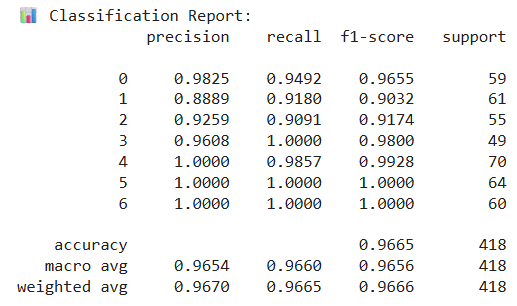 📊 Classification Report:
precision recall f1-score support
0 0.9825 0.9492 0.9655 59
1 0.8889 0.9180 0.9032 61
2 0.9259 0.9091 0.9174 55
3 0.9608 1.0000 0.9800 49
4 1.0000 0.9857 0.9928 70
5 1.0000 1.0000 1.0000 64
6 1.0000 1.0000 1.0000 60
accuracy 0.9665 418
macro avg 0.9654 0.9660 0.9656 418
weighted avg 0.9670 0.9665 0.9666 418